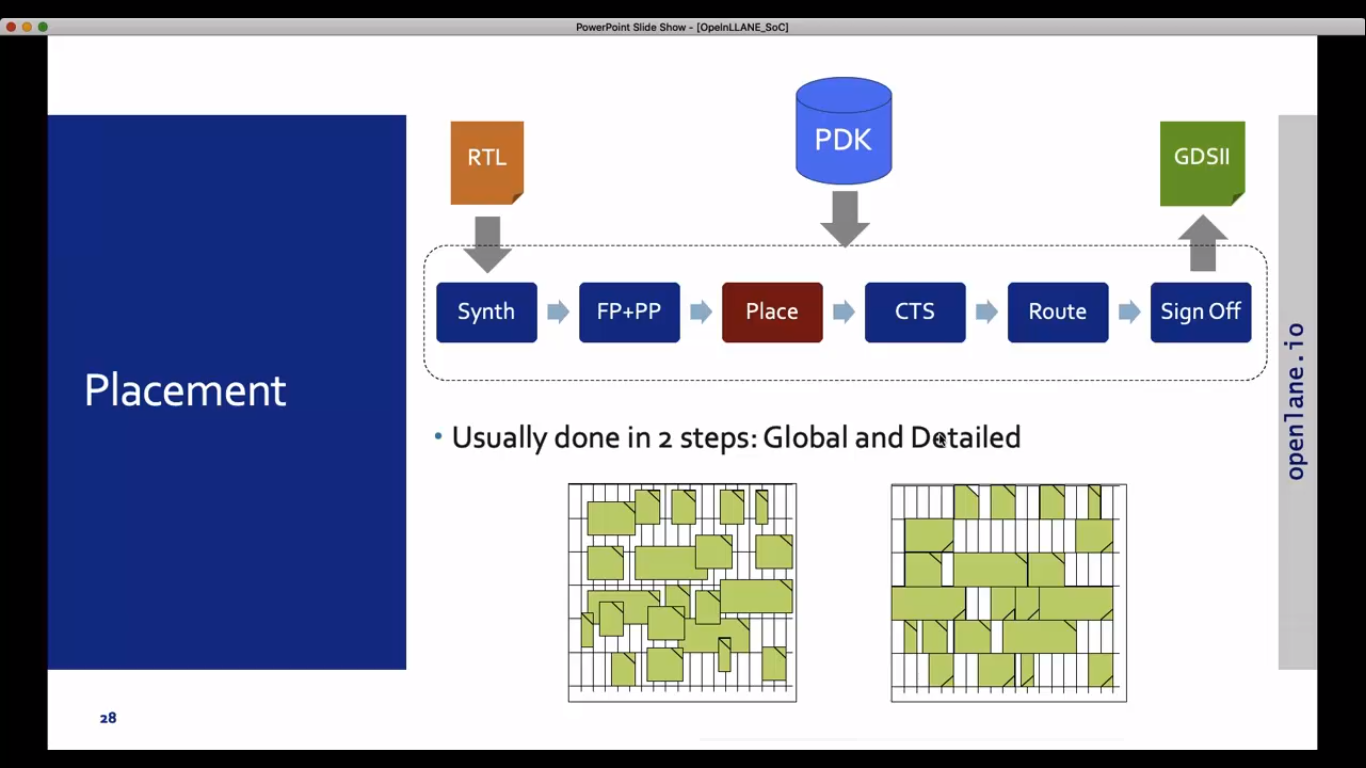 PowerPoint Slide Show - [OpeInLLANE_SoC]
RTL
PDK
GDSII
Synth
FP+PP
Place
CTS
Route
Sign Off
Placement
• Usually done in 2 steps: Global and Detailed
openlane.io
28